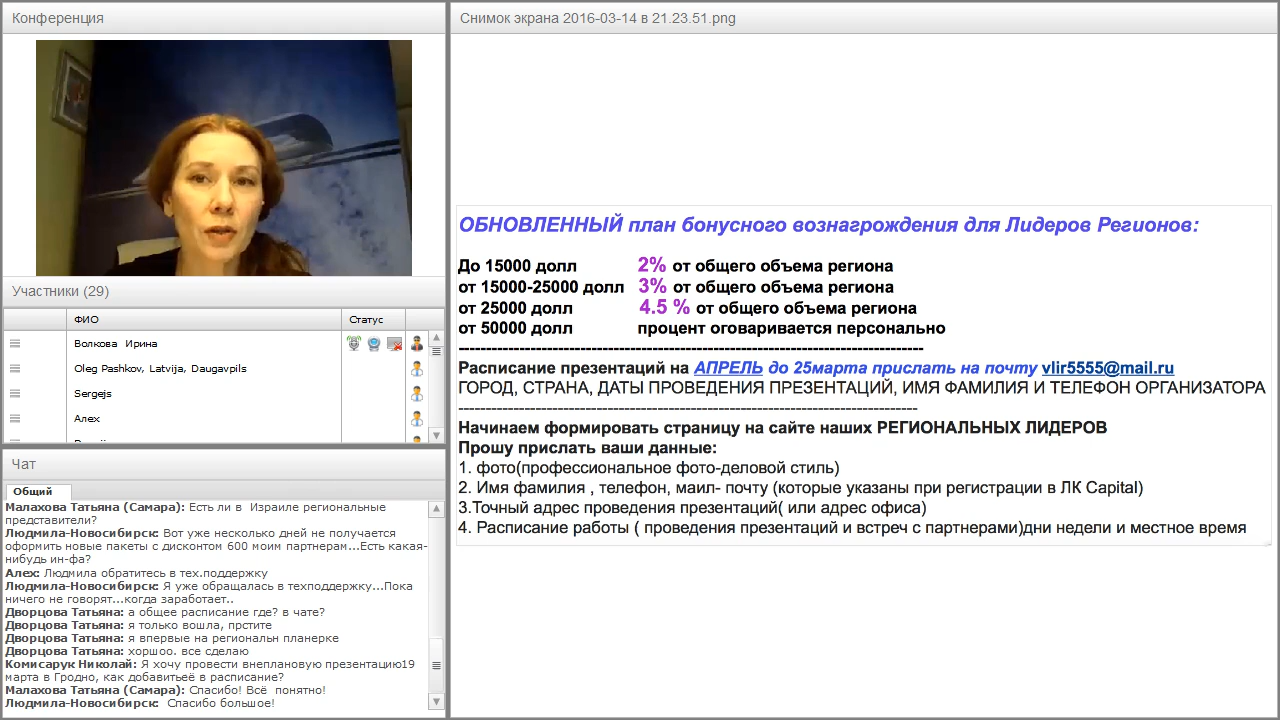 Конференция
Участники (29)
ФИО
Статус
Волкова Ирина
Oleg Pashkov, Latvija, Daugavpils
Sergejs
Алех
Чат
Общий
Малахова Татьяна (Самара): Есть ли в Израиле региональные
представители?
Людмила-Новосибирск: Вот уже несколько дней не получается
оформить новые пакеты с дисконтом 600 моим партнерам...Есть какая-
нибудь ин-фа?
Алех: Людмила обратитесь в тех.поддержку
Людмила-Новосибирск: Я уже обращалась в техподдержку...Пока
ничего не говорят...когда заработает..
Дворцова Татьяна: а общее расписание где? в чате?
Дворцова Татьяна: я только вошла, прстите
Дворцова Татьяна: я впервые на региональн планерке
Дворцова Татьяна: хоршоо. все сделаю
Комисарук Николай: Я хочу провести внеплановую презентацию19
марта в Гродно, как добавитьеё в расписание?
Малахова Татьяна (Самара): Спасибо! Всё понятно!
Людмила-Новосибирск: Спасибо большое!
Снимок экрана 2016-03-14 в 21.23.51.png
ОБНОВЛЕННЫЙ план бонусного вознагрождения для Лидеров Регионов:
До 15000 долл 2% от общего объема региона
от 15000-25000 долл 3% от общего объема региона
от 25000 долл 4.5 % от общего объема региона
от 50000 долл процент оговаривается персонально
Расписание презентаций на АПРЕЛЬ до 25марта прислать на почту vlir5555@mail.ru
ГОРОД, СТРАНА, ДАТЫ ПРОВЕДЕНИЯ ПРЕЗЕНТАЦИЙ, ИМЯ ФАМИЛИЯ И ТЕЛЕФОН ОРГАНИЗАТОРА
Начинаем формировать страницу на сайте наших РЕГИОНАЛЬНЫХ ЛИДЕРОВ
Прошу прислать ваши данные:
1. фото(профессиональное фото-деловой стиль)
2. Имя фамилия , телефон, маил- почту (которые указаны при регистрации в ЛК Capital)
3.Точный адрес проведения презентаций( или адрес офиса)
4. Расписание работы ( проведения презентаций и встреч с партнерами)дни недели и местное время